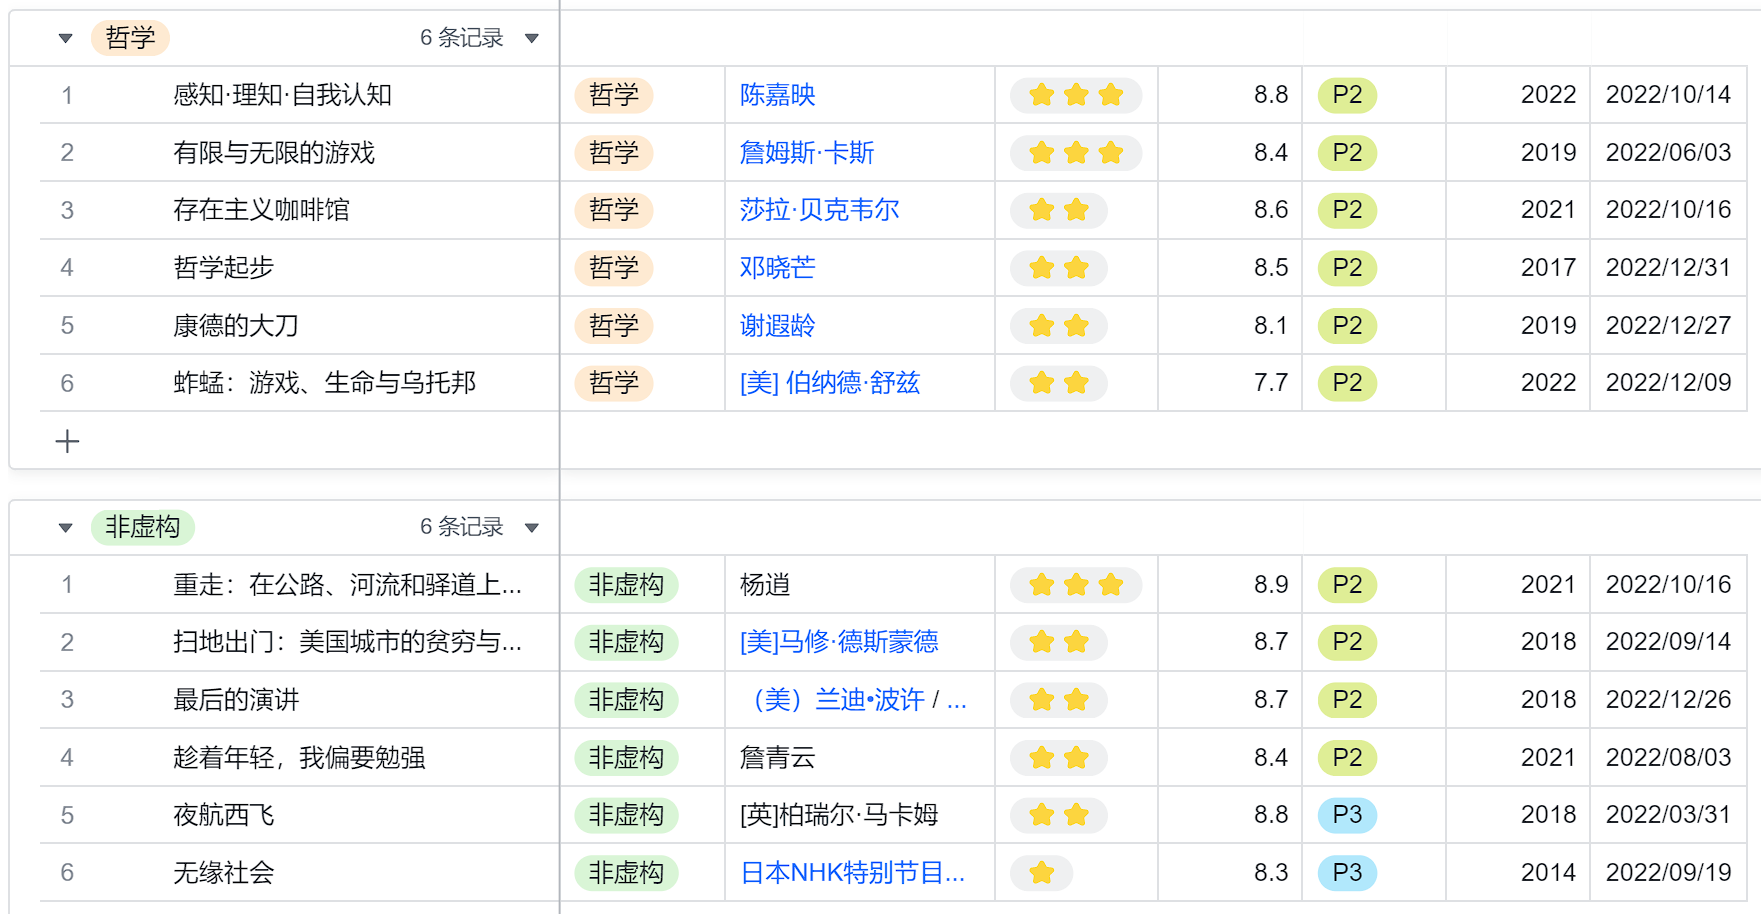 哲学 6 条记录
1 感知·理知·自我认知 哲学 陈嘉映 8.8 P2 2022 2022/10/14
2 有限与无限的游戏 哲学 詹姆斯·卡斯 8.4 P2 2019 2022/06/03
3 存在主义咖啡馆 哲学 莎拉·贝克韦尔 8.6 P2 2021 2022/10/16
4 哲学起步 哲学 邓晓芒 8.5 P2 2017 2022/12/31
5 康德的大刀 哲学 谢遐龄 8.1 P2 2019 2022/12/27
6 蚱蜢：游戏、生命与乌托邦 哲学 [美] 伯纳德·舒兹 7.7 P2 2022 2022/12/09
非虚构 6 条记录
1 重走：在公路、河流和驿道上... 非虚构 杨逍 8.9 P2 2021 2022/10/16
2 扫地出门：美国城市的贫穷与... 非虚构 [美]马修·德斯蒙德 8.7 P2 2018 2022/09/14
3 最后的演讲 非虚构 （美）兰迪•波许 / ... 8.7 P2 2018 2022/12/26
4 趁着年轻，我偏要勉强 非虚构 詹青云 8.4 P2 2021 2022/08/03
5 夜航西飞 非虚构 [英]柏瑞尔·马卡姆 8.8 P3 2018 2022/03/31
6 无缘社会 非虚构 日本NHK特别节目... 8.3 P3 2014 2022/09/19